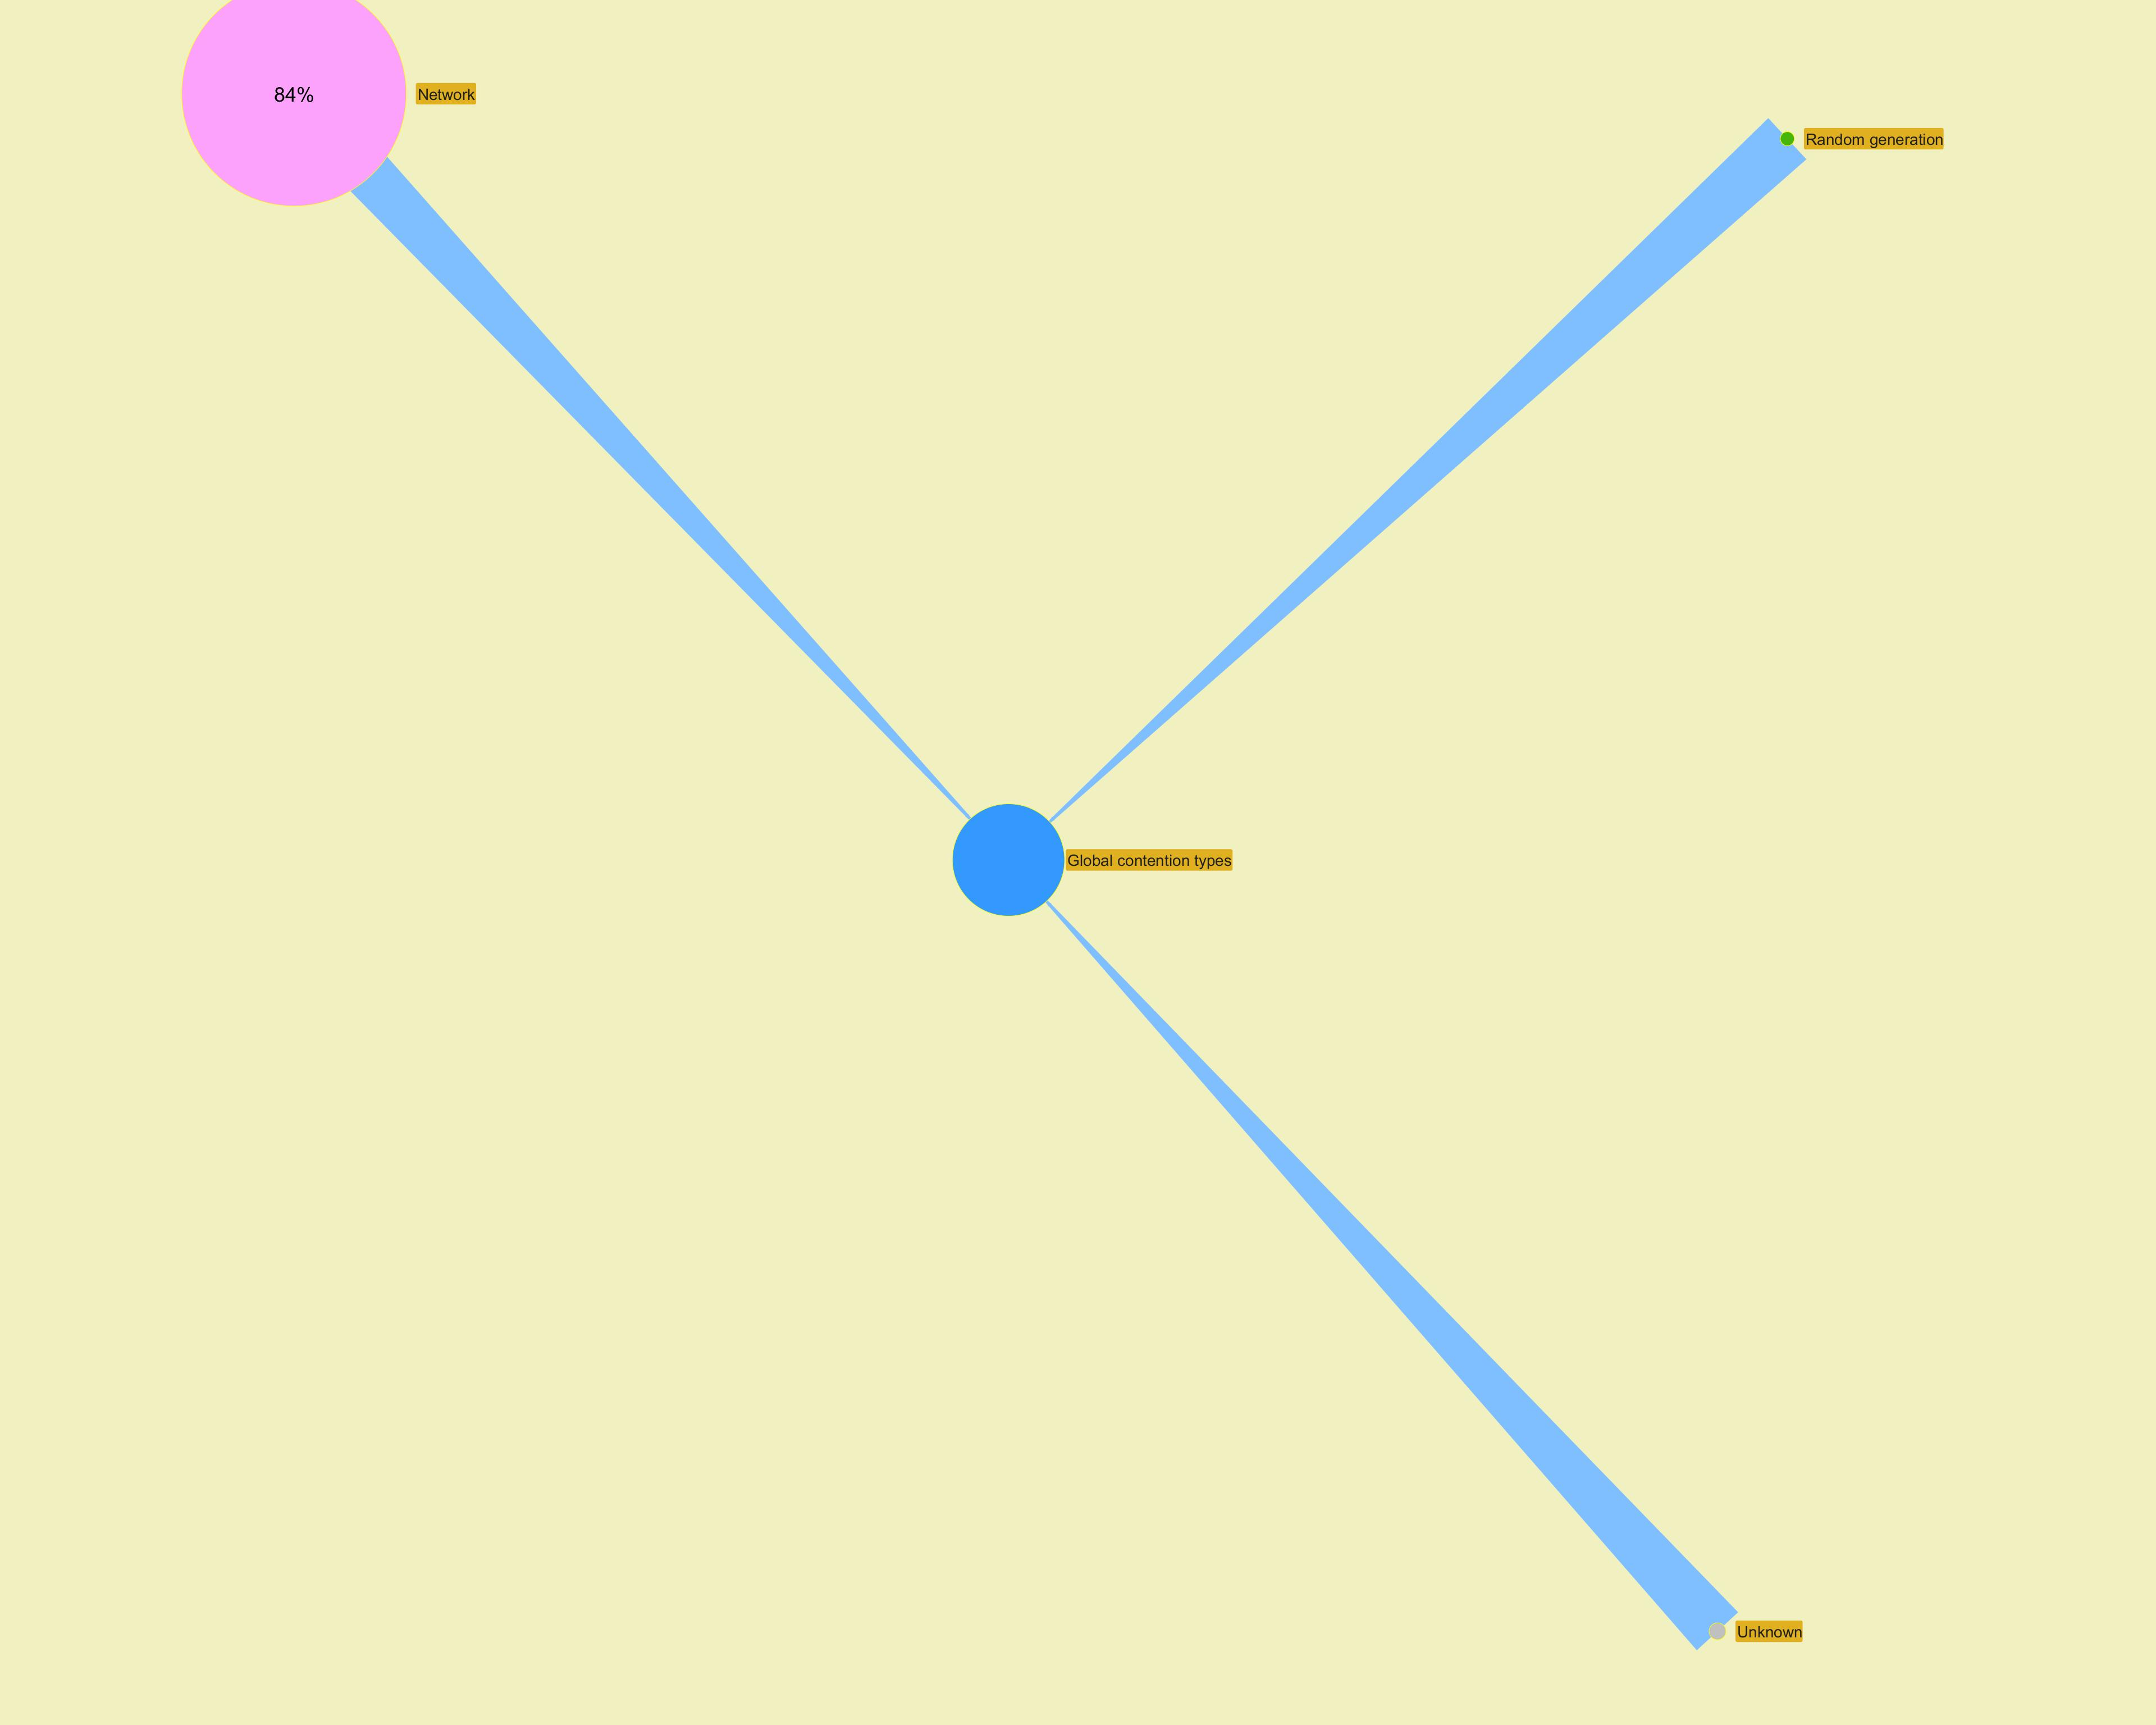 84%
Network
Random generation
Global contention types
Unknown